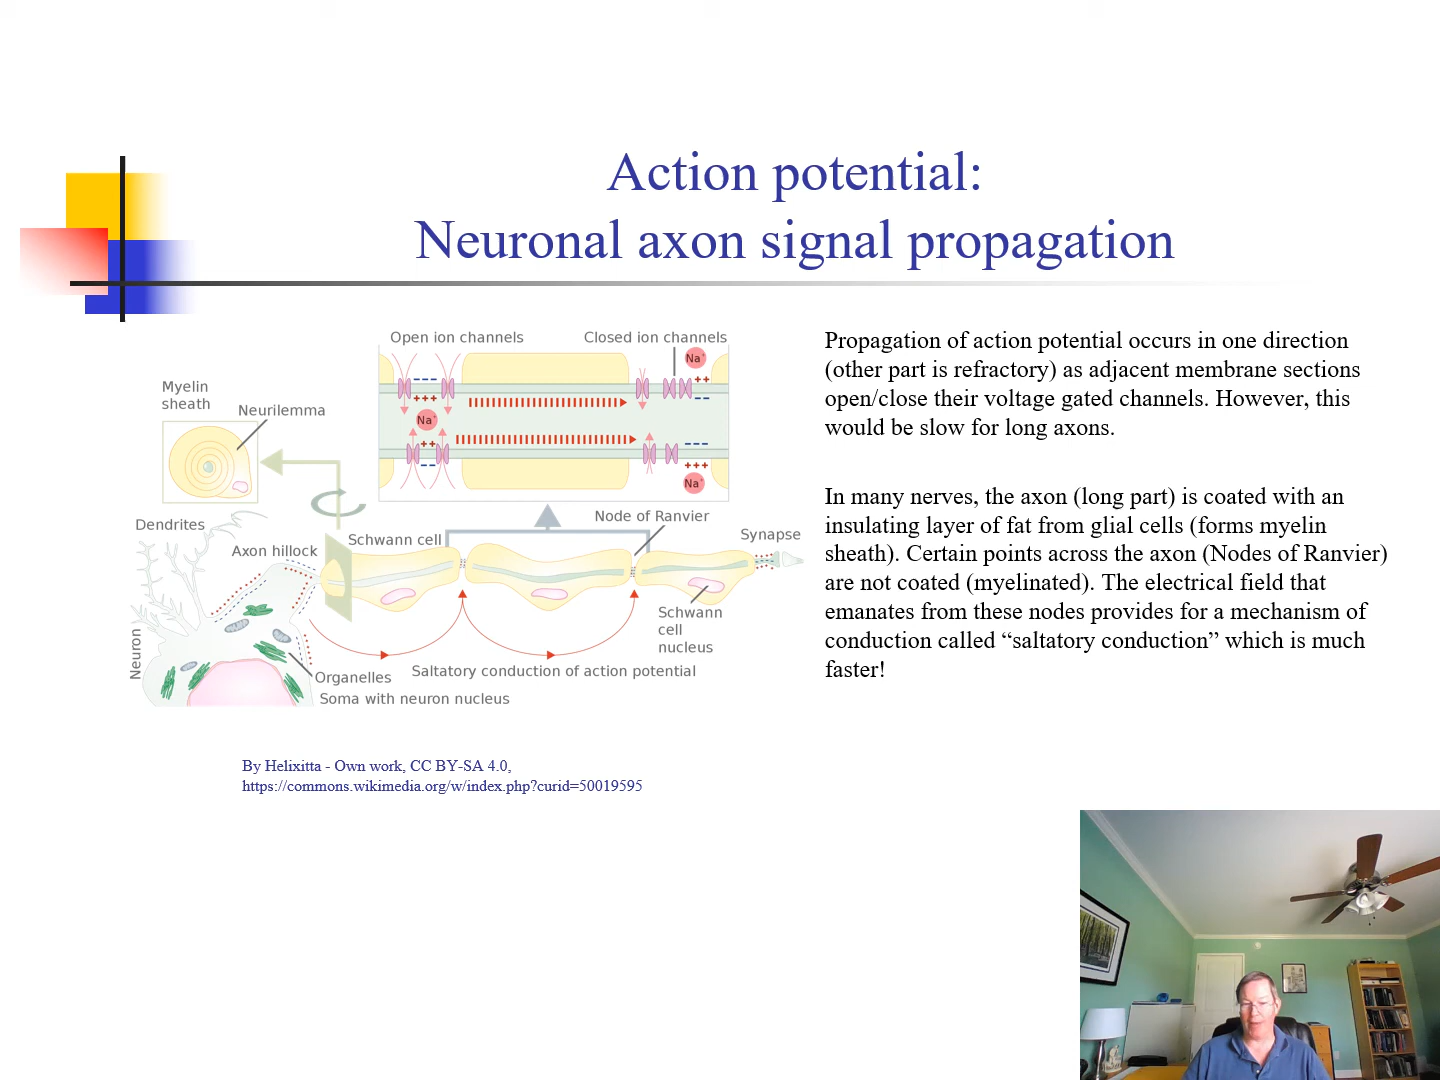 Action potential:
Neuronal axon signal propagation
Open ion channels
Closed ion channels
Na+
++
−−
−−−
+++
Na+
++
−−
−−−
+++
Na+
Myelin
sheath
Neurilemma
Dendrites
Axon hillock
Schwann cell
Node of Ranvier
Synapse
Schwann
cell
nucleus
Neuron
Organelles
Saltatory conduction of action potential
Soma with neuron nucleus
Propagation of action potential occurs in one direction
(other part is refractory) as adjacent membrane sections
open/close their voltage gated channels. However, this
would be slow for long axons.
In many nerves, the axon (long part) is coated with an
insulating layer of fat from glial cells (forms myelin
sheath). Certain points across the axon (Nodes of Ranvier)
are not coated (myelinated). The electrical field that
emanates from these nodes provides for a mechanism of
conduction called “saltatory conduction” which is much
faster!
By Helixitta - Own work, CC BY-SA 4.0,
https://commons.wikimedia.org/w/index.php?curid=50019595